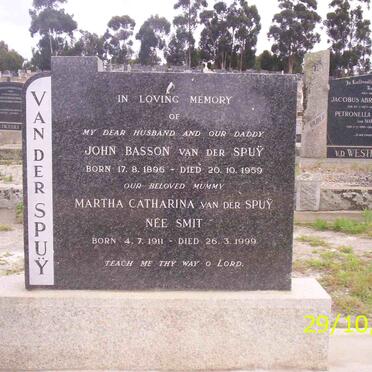 VAN DER SPUŸ
IN LOVING MEMORY
OF
MY DEAR HUSBAND AND OUR DADDY
JOHN BASSON VAN DER SPUŸ
BORN 17. 8. 1896 – DIED 20. 10. 1959
OUR BELOVED MUMMY
MARTHA CATHARINA VAN DER SPUŸ
NÉE SMIT
BORN 4. 7. 1911 – DIED 26. 3. 1999
TEACH ME THY WAY O LORD.
JACOBUS ABR
PETRONELLA
V.D WEST
29/10